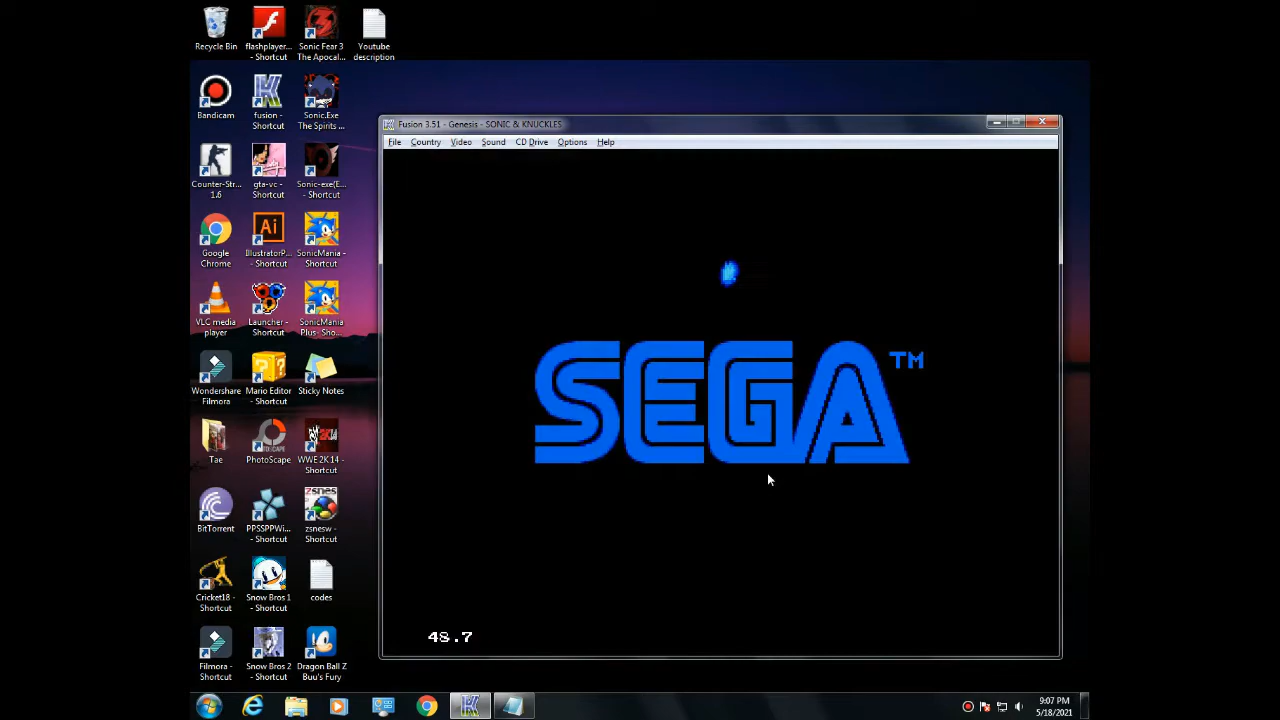 Recycle Bin
flashplayer... - Shortcut
Sonic Fear 3 The Apocal...
Youtube description
Bandicam
fusion - Shortcut
Sonic.Exe The Spirits ...
Counter-Str... 1.6
gta-vc - Shortcut
Sonic-exe(E... - Shortcut
Google Chrome
IllustratorP... - Shortcut
SonicMania - Shortcut
VLC media player
Launcher - Shortcut
SonicMania Plus- Sho...
Wondershare Filmora
Mario Editor - Shortcut
Sticky Notes
Tae
PhotoScape
WWE 2K14 - Shortcut
BitTorrent
PPSSPPWi... - Shortcut
zsnesw - Shortcut
Cricket18 - Shortcut
Snow Bros 1 - Shortcut
codes
Filmora - Shortcut
Snow Bros 2 - Shortcut
Dragon Ball Z Buu's Fury
Fusion 3.51 - Genesis - SONIC & KNUCKLES
File Country Video Sound CD Drive Options Help
SEGA TM
48.7
9:07 PM
5/18/2021